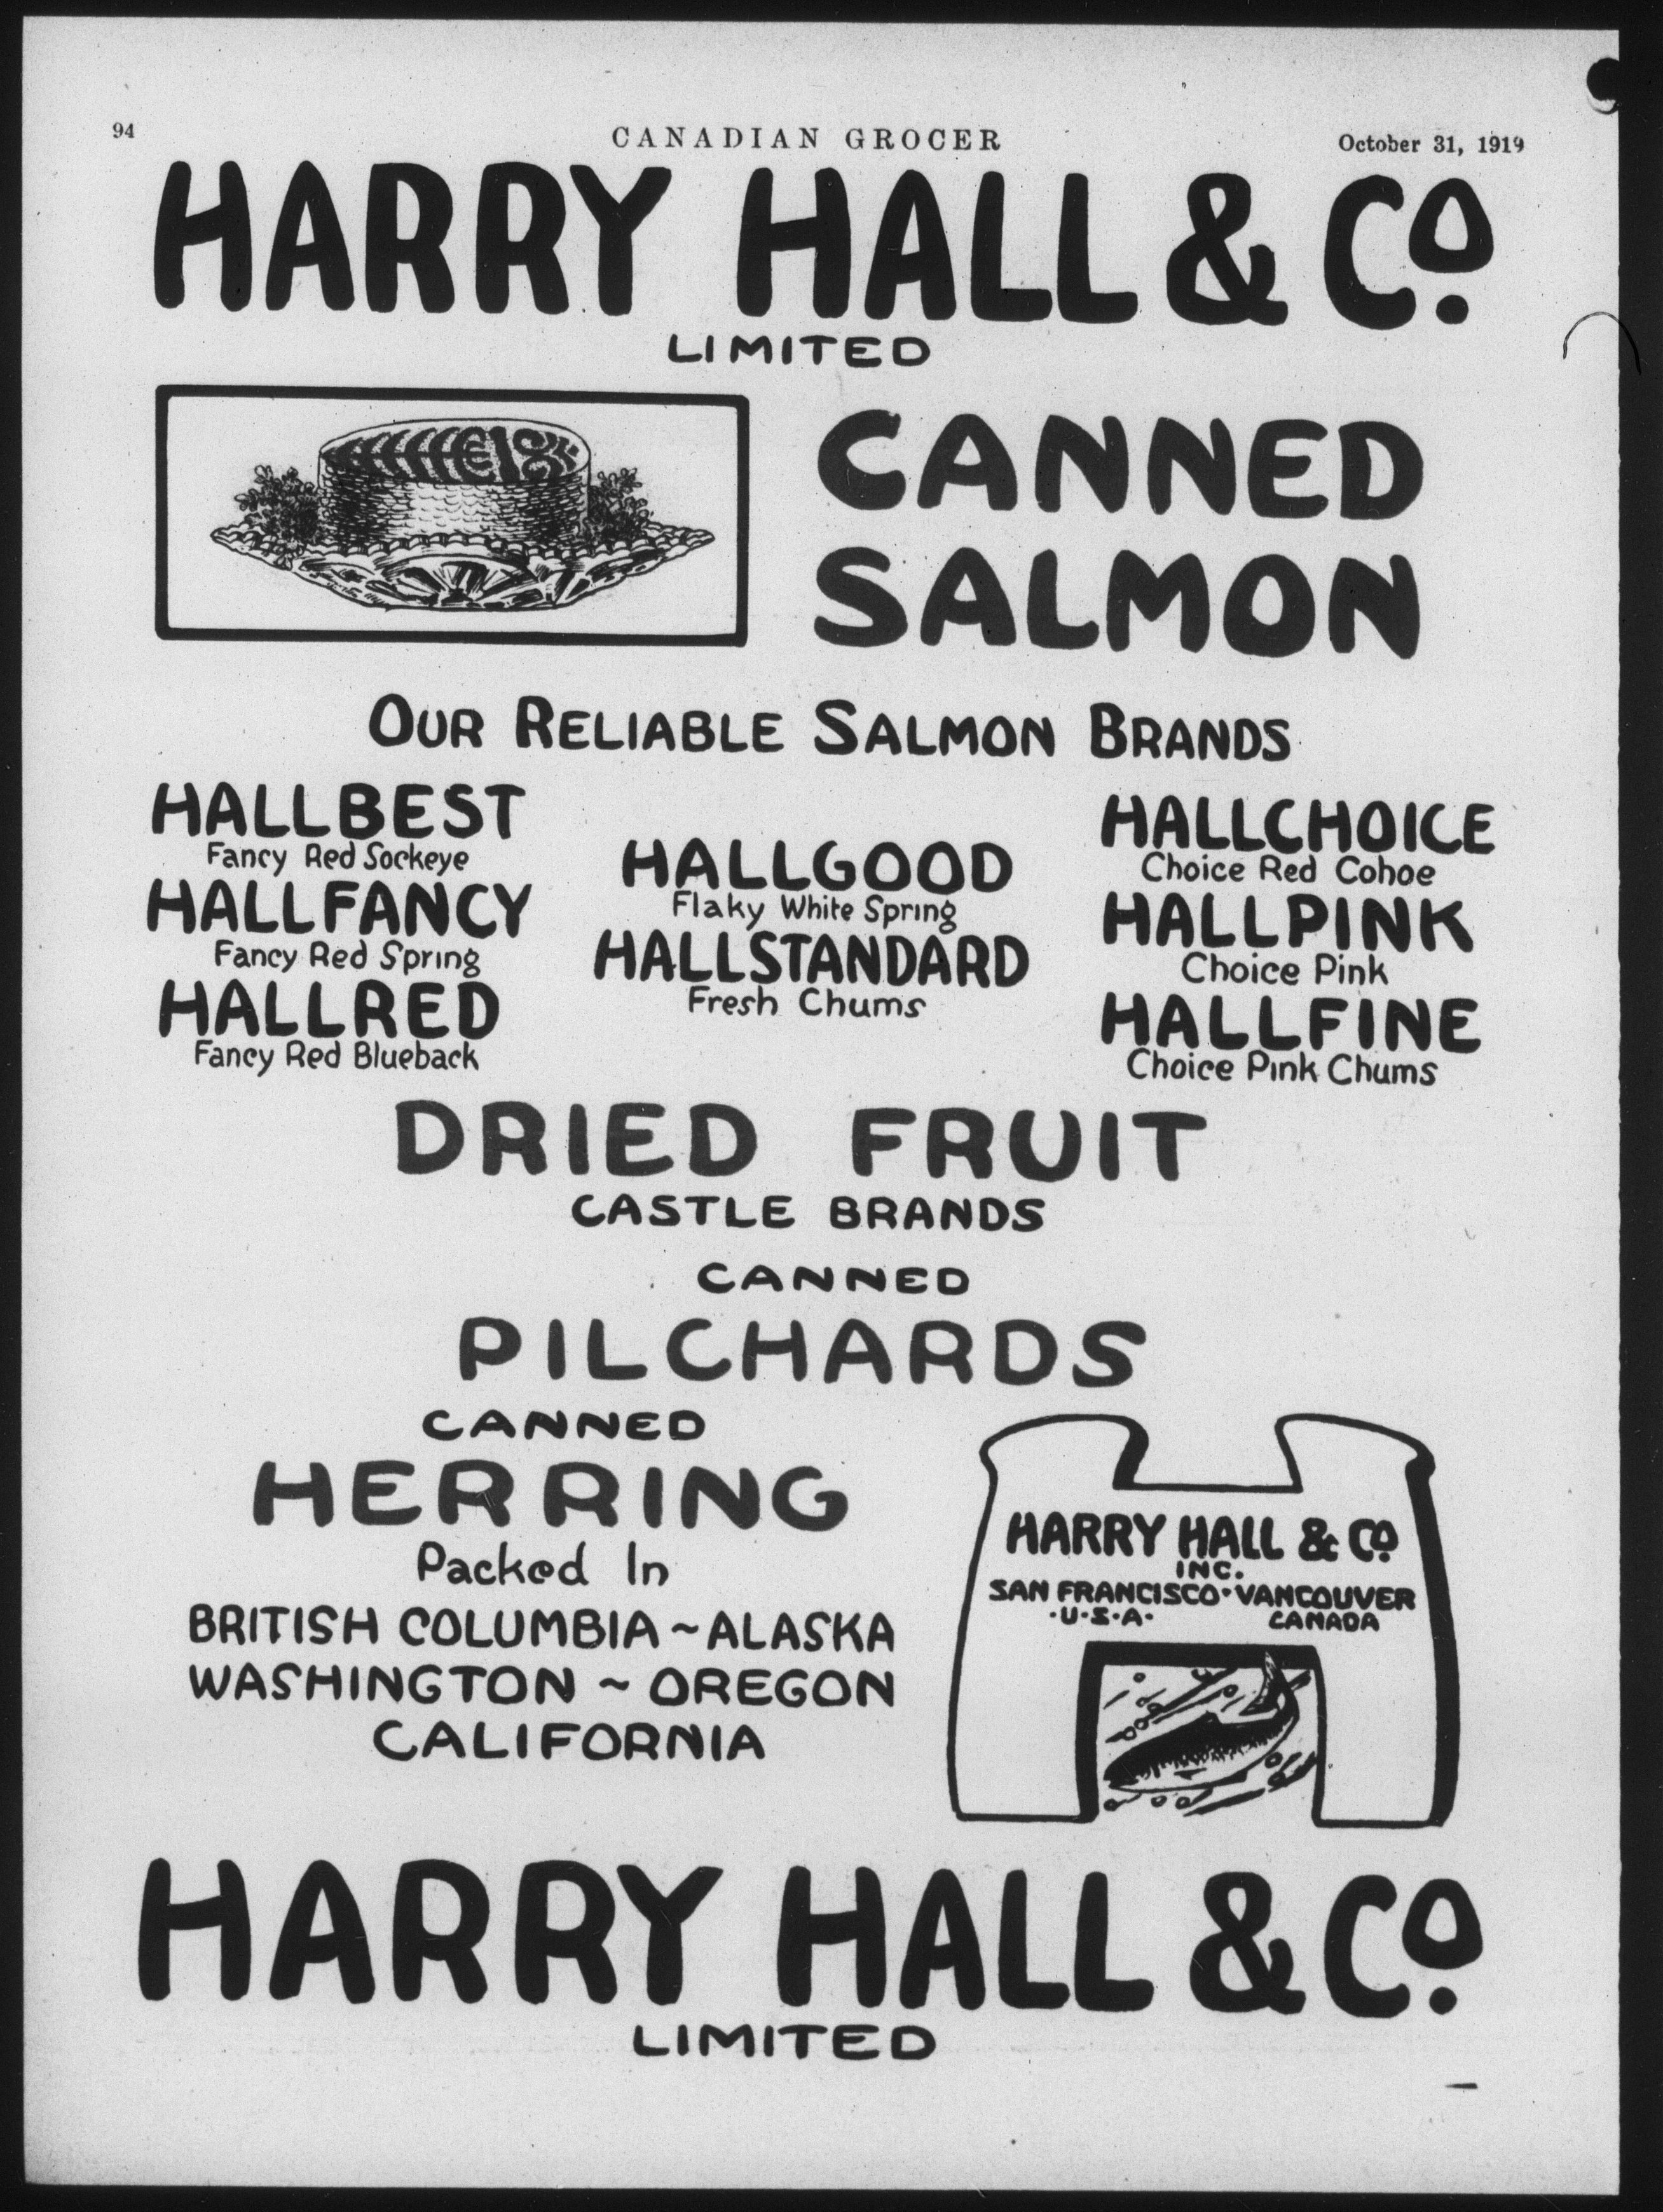 94
CANADIAN GROCER
October 31, 1919
HARRY HALL & CO.
LIMITED
CANNED
SALMON
OUR RELIABLE SALMON BRANDS
HALLBEST
Fancy Red Sockeye
HALLFANCY
Fancy Red Spring
HALLRED
Fancy Red Blueback
HALLGOOD
Flaky White Spring
HALLSTANDARD
Fresh Chums
HALLCHOICE
Choice Red Cohoe
HALLPINK
Choice Pink
HALLFINE
Choice Pink Chums
DRIED FRUIT
CASTLE BRANDS
CANNED
PILCHARDS
CANNED
HERRING
Packed In
BRITISH COLUMBIA ~ ALASKA
WASHINGTON ~ OREGON
CALIFORNIA
HARRY HALL & CO.
INC.
SAN FRANCISCO · VANCOUVER
·U·S·A· CANADA
HARRY HALL & CO.
LIMITED